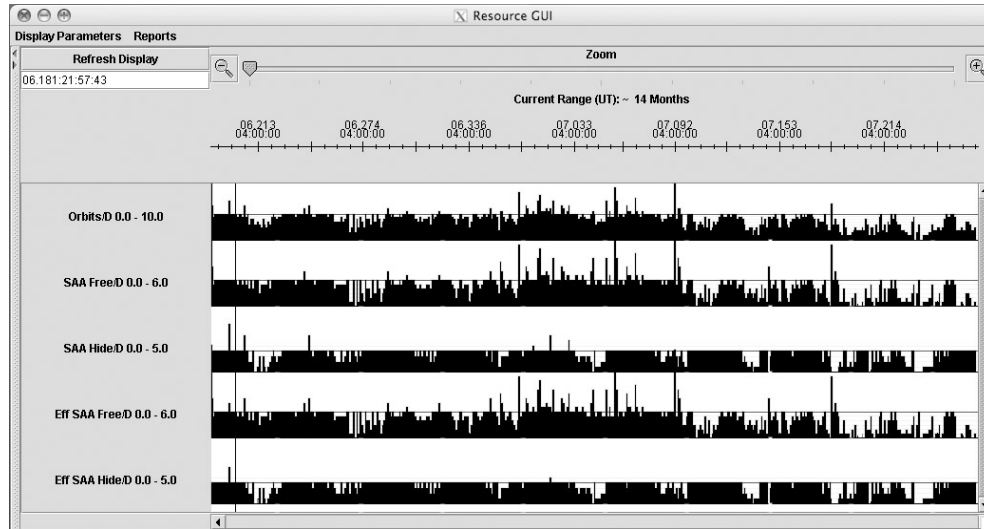 X Resource GUI
Display Parameters Reports
Refresh Display
Zoom
06.181:21:57:43
Current Range (UT): ~ 14 Months
06.213 06.274 06.336 07.033 07.092 07.153 07.214
04:00:00 04:00:00 04:00:00 04:00:00 04:00:00 04:00:00 04:00:00
Orbits/D 0.0 - 10.0
SAA Free/D 0.0 - 6.0
SAA Hide/D 0.0 - 5.0
Eff SAA Free/D 0.0 - 6.0
Eff SAA Hide/D 0.0 - 5.0